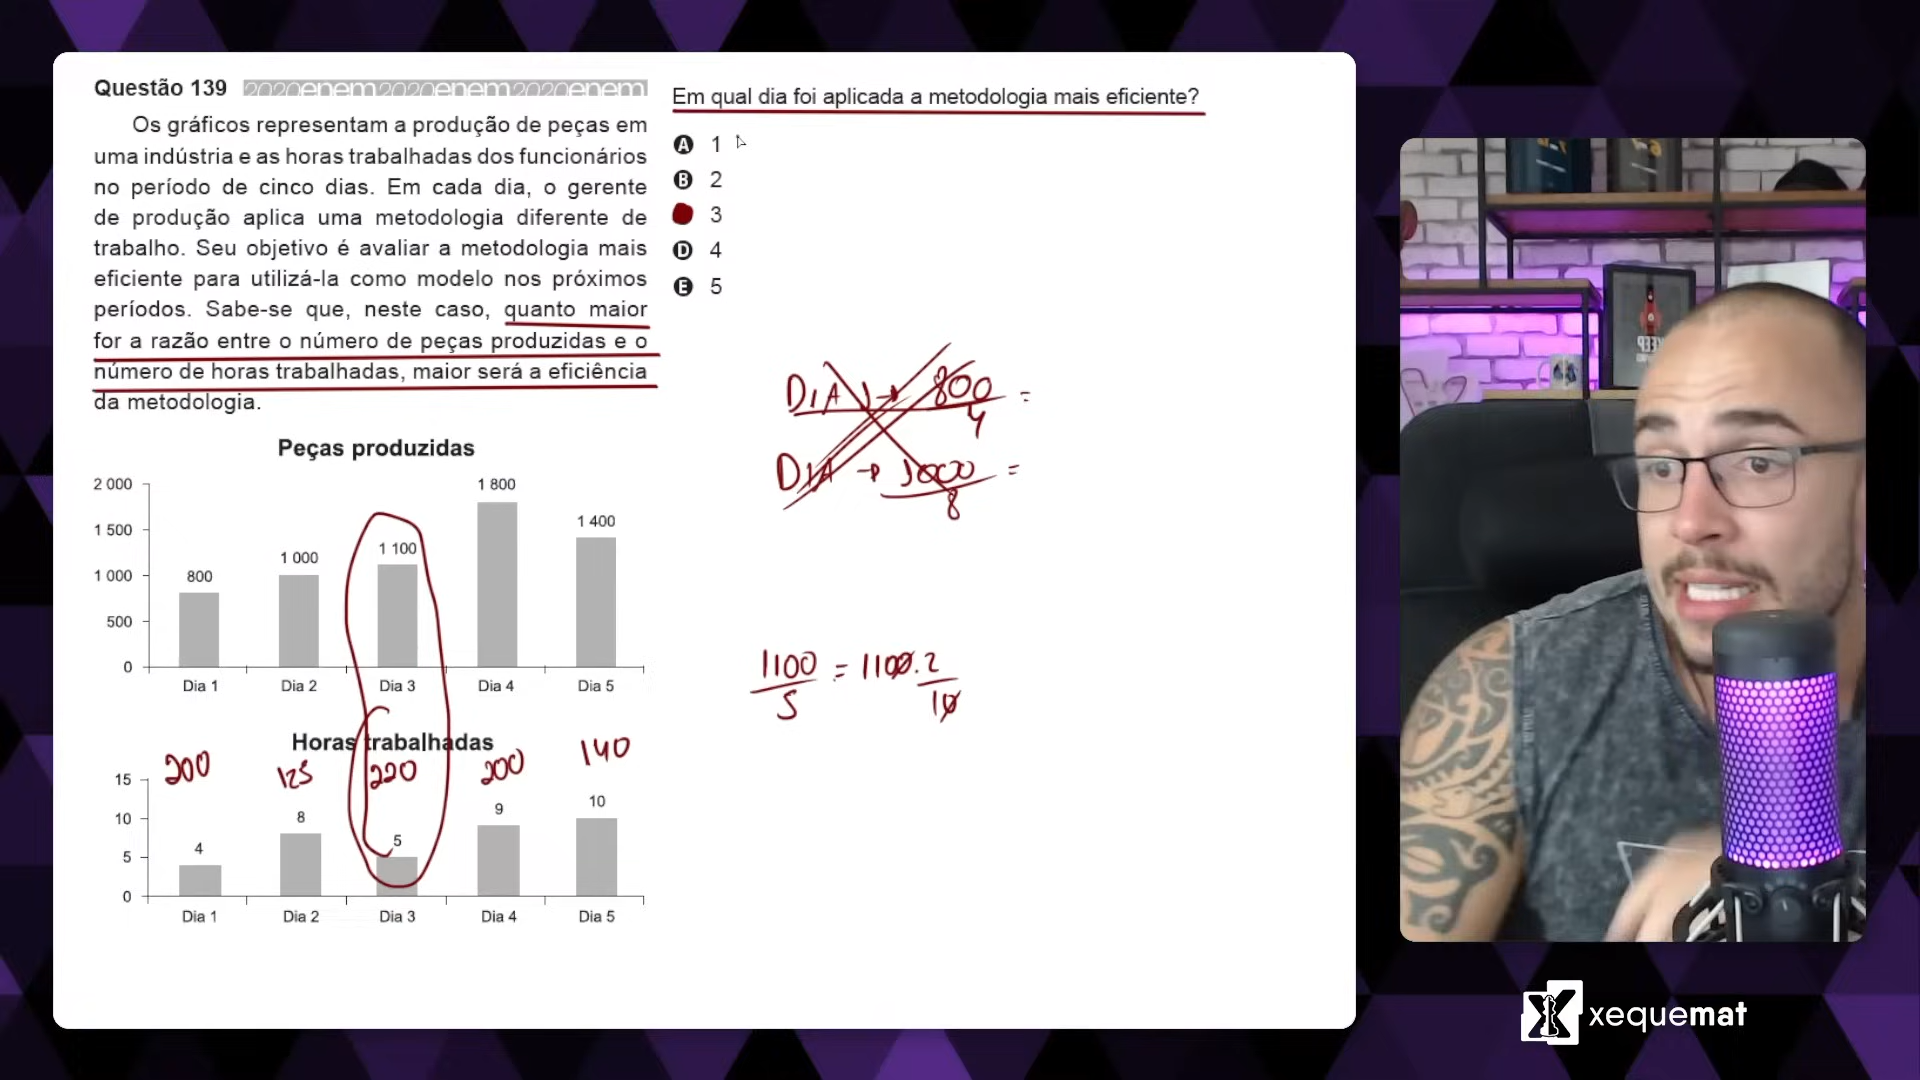 Questão 139 2020enem2020enem2020enem
Os gráficos representam a produção de peças em
uma indústria e as horas trabalhadas dos funcionários
no período de cinco dias. Em cada dia, o gerente
de produção aplica uma metodologia diferente de
trabalho. Seu objetivo é avaliar a metodologia mais
eficiente para utilizá-la como modelo nos próximos
períodos. Sabe-se que, neste caso, quanto maior
for a razão entre o número de peças produzidas e o
número de horas trabalhadas, maior será a eficiência
da metodologia.
Peças produzidas
2 000
1 500
1 000
500
0
800
1 000
1 100
1 800
1 400
Dia 1 Dia 2 Dia 3 Dia 4 Dia 5
Horas trabalhadas
200 125 220 200 140
15
10
5
0
4
8
5
9
10
Dia 1 Dia 2 Dia 3 Dia 4 Dia 5
Em qual dia foi aplicada a metodologia mais eficiente?
A 1
B 2
3
D 4
E 5
DIA 1 → 800 =
4
DIA → 1000 =
8
1100 = 1100.2
5 10
xequemat